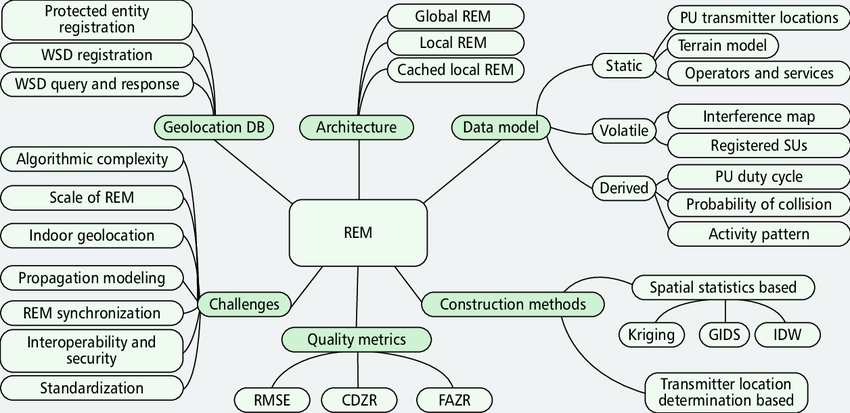 Protected entity
registration
WSD registration
WSD query and response
Geolocation DB
Global REM
Local REM
Cached local REM
Architecture
PU transmitter locations
Terrain model
Operators and services
Static
Data model
Interference map
Registered SUs
Volatile
PU duty cycle
Probability of collision
Activity pattern
Derived
REM
Algorithmic complexity
Scale of REM
Indoor geolocation
Propagation modeling
REM synchronization
Interoperability and
security
Standardization
Challenges
Quality metrics
RMSE
CDZR
FAZR
Construction methods
Spatial statistics based
Kriging
GIDS
IDW
Transmitter location
determination based